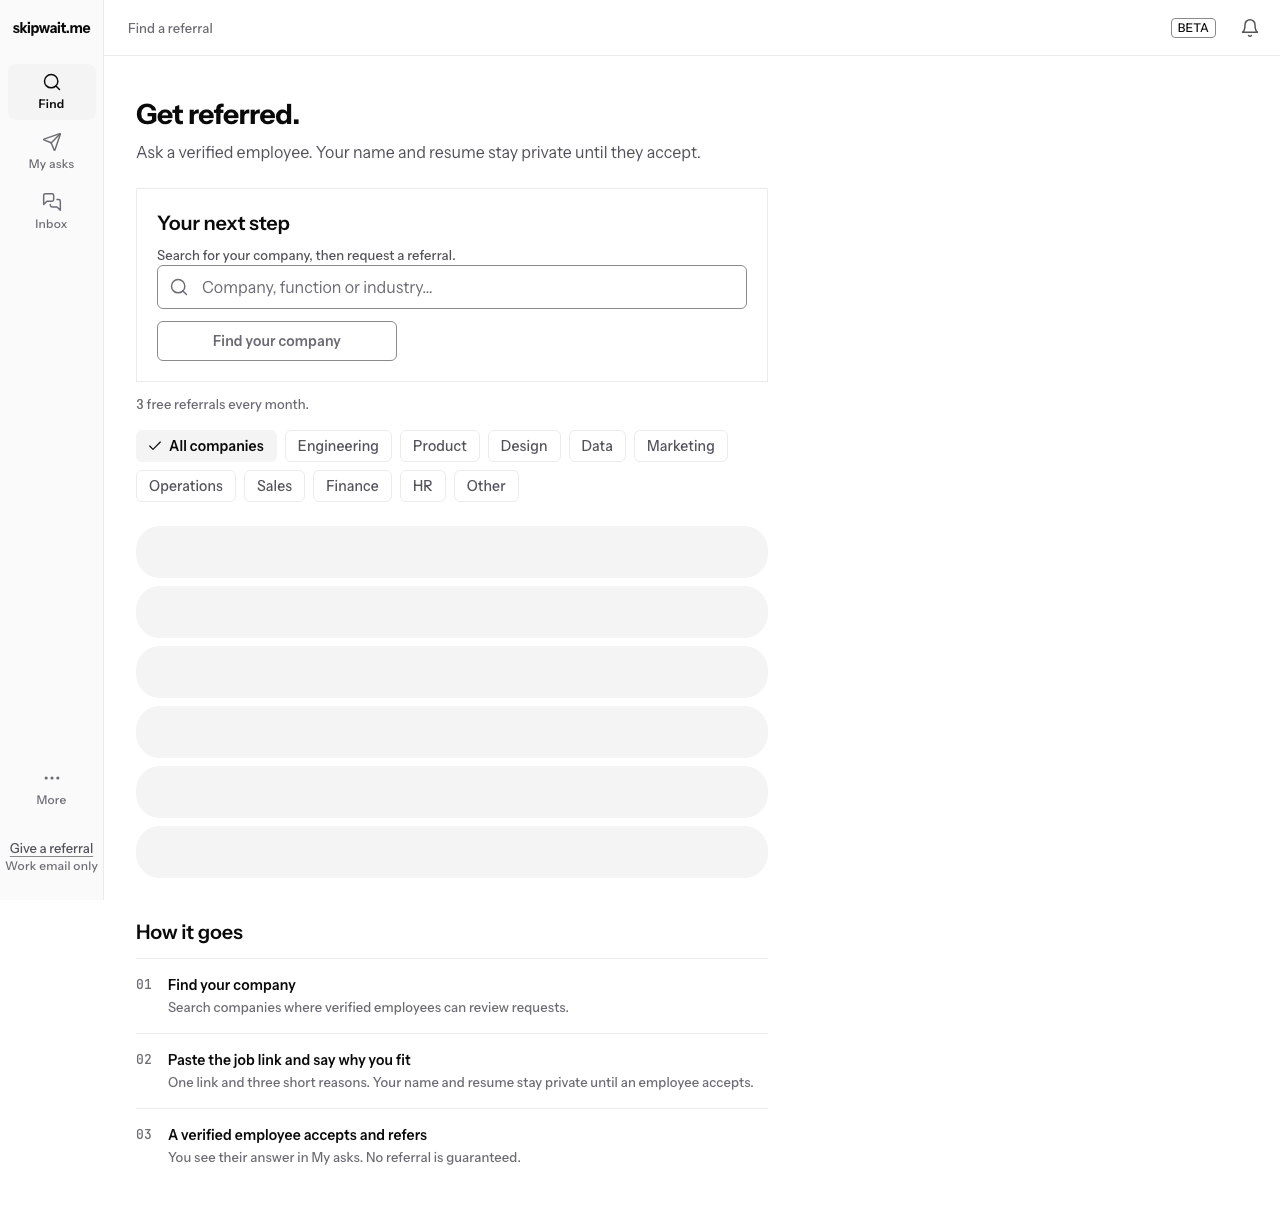 skipwait.me
Find a referral
BETA
Find
My asks
Inbox
More
Give a referral
Work email only
Get referred.
Ask a verified employee. Your name and resume stay private until they accept.
Your next step
Search for your company, then request a referral.
Company, function or industry...
Find your company
3 free referrals every month.
All companies Engineering Product Design Data Marketing
Operations Sales Finance HR Other
How it goes
01 Find your company
Search companies where verified employees can review requests.
02 Paste the job link and say why you fit
One link and three short reasons. Your name and resume stay private until an employee accepts.
03 A verified employee accepts and refers
You see their answer in My asks. No referral is guaranteed.